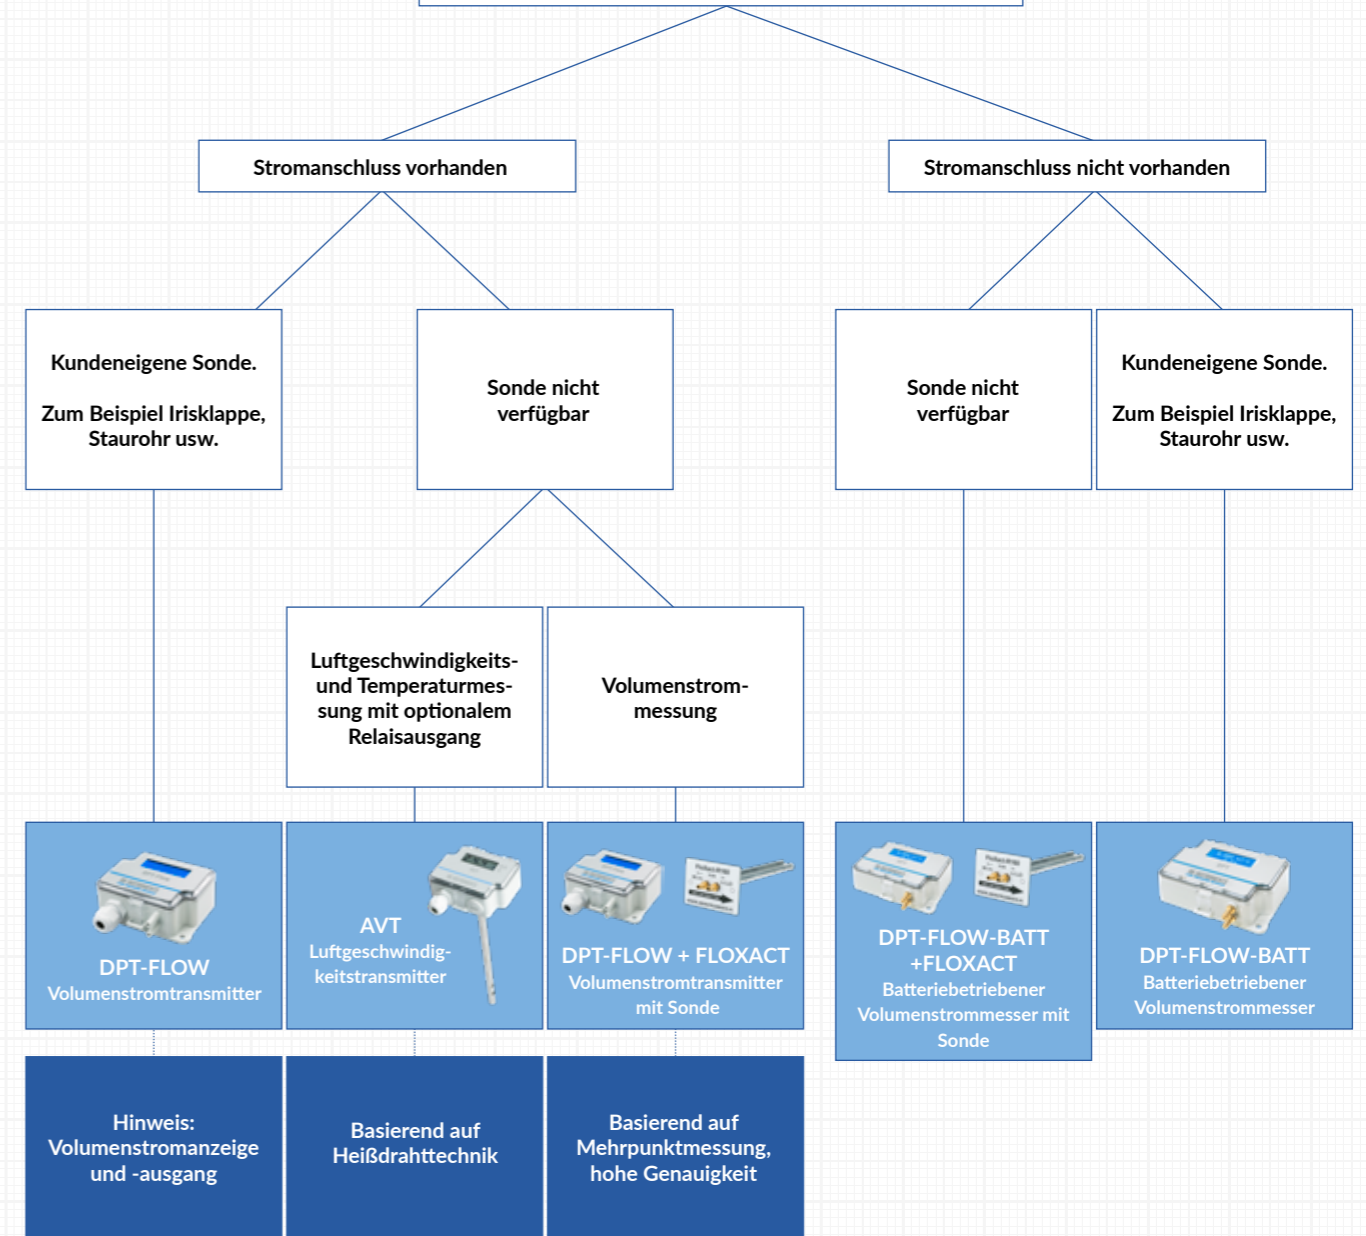 Stromanschluss vorhanden
Stromanschluss nicht vorhanden
Kundeneigene Sonde.
Zum Beispiel Irisklappe,
Staurohr usw.
Sonde nicht
verfügbar
Sonde nicht
verfügbar
Kundeneigene Sonde.
Zum Beispiel Irisklappe,
Staurohr usw.
Luftgeschwindigkeits-
und Temperaturmes-
sung mit optionalem
Relaisausgang
Volumenstrom-
messung
DPT-FLOW
Volumenstromtransmitter
AVT
Luftgeschwindig-
keitstransmitter
DPT-FLOW + FLOXACT
Volumenstromtransmitter
mit Sonde
DPT-FLOW-BATT
+FLOXACT
Batteriebetriebener
Volumenstrommesser mit
Sonde
DPT-FLOW-BATT
Batteriebetriebener
Volumenstrommesser
Hinweis:
Volumenstromanzeige
und -ausgang
Basierend auf
Heißdrahttechnik
Basierend auf
Mehrpunktmessung,
hohe Genauigkeit